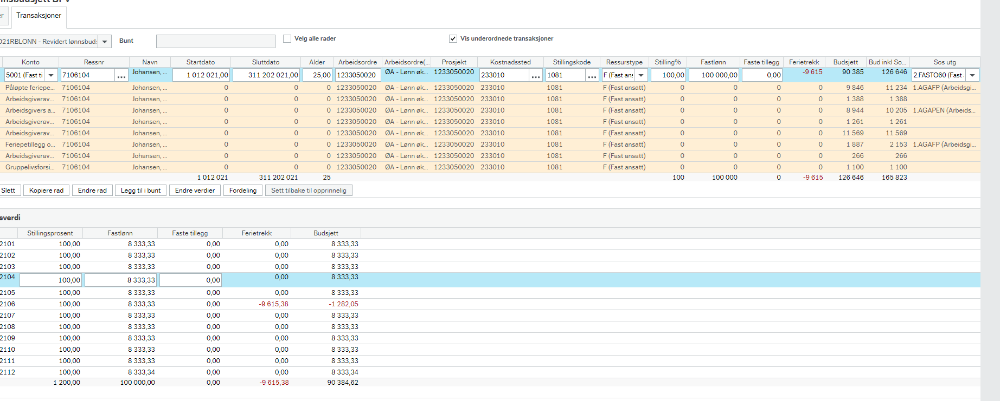 Transaksjoner
021RBLONN - Revidert lønnsbuds Bunt Velg alle rader Vis underordnede transaksjoner
Konto Ressnr Navn Startdato Sluttdato Alder Arbeidsordre Arbeidsordre(... Prosjekt Kostnadssted Stillingskode Ressurstype Stilling% Fastlønn Faste tillegg Ferietrekk Budsjett Bud inkl So... Sos utg
5001 (Fast ti 7106104 ... Johansen, ... 1 012 021,00 311 202 021,00 25,00 1233050020 ØA - Lønn øk... 1233050020 233010 ... 1081 ... F (Fast ans 100,00 100 000,00 0,00 -9 615 90 385 126 646 2.FASTO60 (Fast
Påløpte feriepe... 7106104 Johansen, ... 0 0 0 1233050020 ØA - Lønn øk... 1233050020 233010 1081 F (Fast ansatt) 0 0 0 0 9 846 11 234 1.AGAFP (Arbeidsgi...
Arbeidsgiverav... 7106104 Johansen, ... 0 0 0 1233050020 ØA - Lønn øk... 1233050020 233010 1081 F (Fast ansatt) 0 0 0 0 1 388 1 388
Arbeidsgivers a... 7106104 Johansen, ... 0 0 0 1233050020 ØA - Lønn øk... 1233050020 233010 1081 F (Fast ansatt) 0 0 0 0 8 944 10 205 1.AGAPEN (Arbeids...
Arbeidsgiverav... 7106104 Johansen, ... 0 0 0 1233050020 ØA - Lønn øk... 1233050020 233010 1081 F (Fast ansatt) 0 0 0 0 1 261 1 261
Arbeidsgiverav... 7106104 Johansen, ... 0 0 0 1233050020 ØA - Lønn øk... 1233050020 233010 1081 F (Fast ansatt) 0 0 0 0 11 569 11 569
Feriepetillegg o... 7106104 Johansen, ... 0 0 0 1233050020 ØA - Lønn øk... 1233050020 233010 1081 F (Fast ansatt) 0 0 0 0 1 887 2 153 1.AGAFP (Arbeidsgi...
Arbeidsgiverav... 7106104 Johansen, ... 0 0 0 1233050020 ØA - Lønn øk... 1233050020 233010 1081 F (Fast ansatt) 0 0 0 0 266 266
Gruppelivsforsi... 7106104 Johansen, ... 0 0 0 1233050020 ØA - Lønn øk... 1233050020 233010 1081 F (Fast ansatt) 0 0 0 0 1 100 1 100
1 012 021 311 202 021 25 100 100 000 0 -9 615 126 646 165 823
Slett Kopiere rad Endre rad Legg til i bunt Endre verdier Fordeling Sett tilbake til opprinnelig
sverdi
Stillingsprosent Fastlønn Faste tillegg Ferietrekk Budsjett
2101 100,00 8 333,33 0,00 0,00 8 333,33
2102 100,00 8 333,33 0,00 0,00 8 333,33
2103 100,00 8 333,33 0,00 0,00 8 333,33
2104 100,00 8 333,33 0,00 0,00 8 333,33
2105 100,00 8 333,33 0,00 0,00 8 333,33
2106 100,00 8 333,33 0,00 -9 615,38 -1 282,05
2107 100,00 8 333,33 0,00 0,00 8 333,33
2108 100,00 8 333,33 0,00 0,00 8 333,33
2109 100,00 8 333,33 0,00 0,00 8 333,33
2110 100,00 8 333,33 0,00 0,00 8 333,33
2111 100,00 8 333,33 0,00 0,00 8 333,33
2112 100,00 8 333,34 0,00 0,00 8 333,34
1 200,00 100 000,00 0,00 -9 615,38 90 384,62